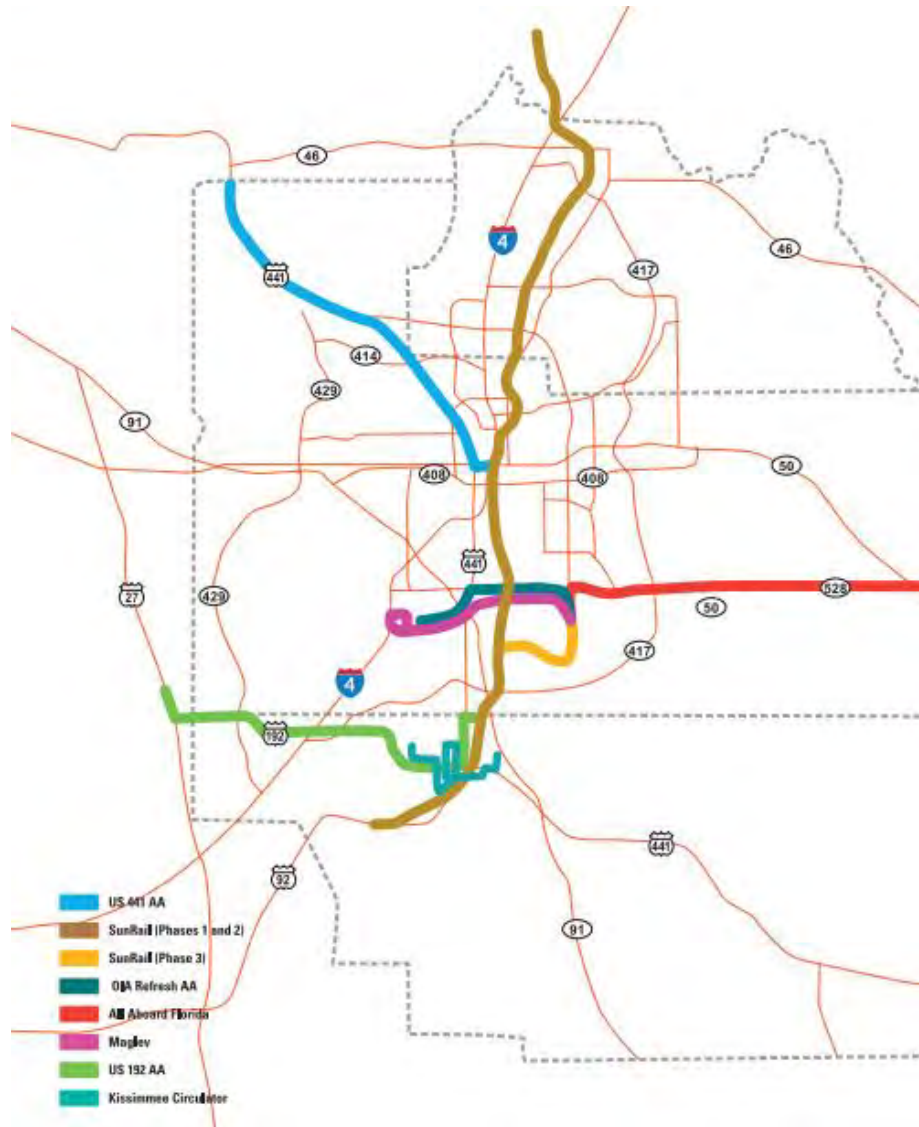 46
4
46
417
441
414
429
91
408
408
50
441
27
429
528
50
417
4
192
441
92
91
US 441 AA
SunRail (Phases 1 and 2)
SunRail (Phase 3)
OIA Refresh AA
All Aboard Florida
Maglev
US 192 AA
Kissimmee Circulator